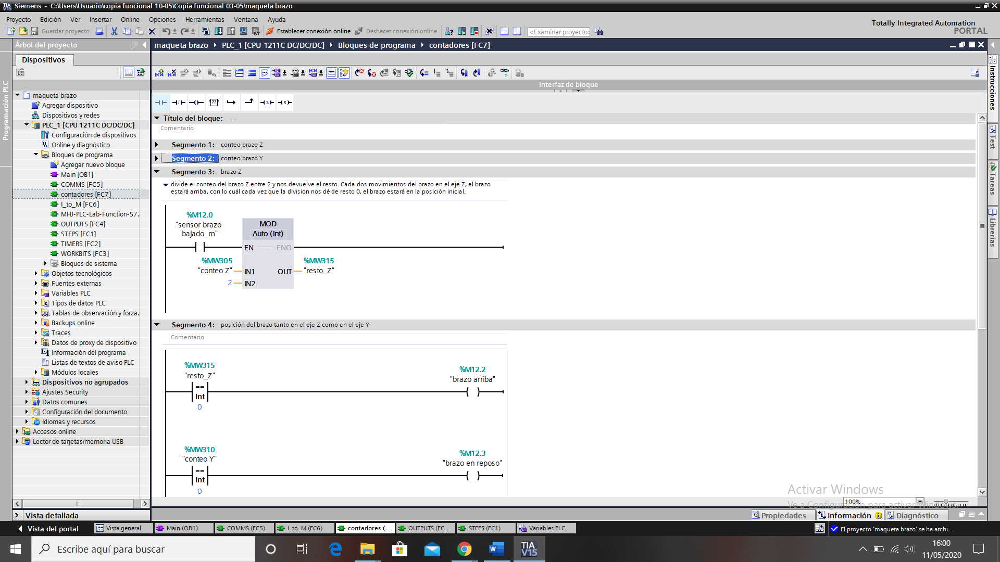 Siemens - C:\Users\Usuario\copia funcional 10-05\Copia funcional 03-05\maqueta brazo
Proyecto Edición Ver Insertar Online Opciones Herramientas Ventana Ayuda
Guardar proyecto
Establecer conexión online
Deshacer conexión online
<Examinar proyecto>
Totally Integrated Automation
PORTAL
Árbol del proyecto
maqueta brazo PLC_1 [CPU 1211C DC/DC/DC] Bloques de programa contadores [FC7]
Dispositivos
Programación PLC
maqueta brazo
Agregar dispositivo
Dispositivos y redes
PLC_1 [CPU 1211C DC/DC/DC]
Configuración de dispositivos
Online y diagnóstico
Bloques de programa
Agregar nuevo bloque
Main [OB1]
COMMS [FC5]
contadores [FC7]
I_to_M [FC6]
MHJ-PLC-Lab-Function-S7..
OUTPUTS [FC4]
STEPS [FC1]
TIMERS [FC2]
WORKBITS [FC3]
Bloques de sistema
Objetos tecnológicos
Fuentes externas
Variables PLC
Tipos de datos PLC
Tablas de observación y forza..
Backups online
Traces
Datos de proxy de dispositivo
Información del programa
Listas de textos de aviso PLC
Módulos locales
Dispositivos no agrupados
Ajustes Security
Datos comunes
Configuración del documento
Idiomas y recursos
Accesos online
Lector de tarjetas/memoria USB
Vista detallada
Interfaz de bloque
??
S
R
Título del bloque: .....
Comentario
Segmento 1: conteo brazo Z
Segmento 2: conteo brazo Y
Segmento 3: brazo Z
divide el conteo del brazo Z entre 2 y nos devuelve el resto. Cada dos movimientos del brazo en el eje Z, el brazo
estará arriba, con lo cuál cada vez que la division nos dé de resto 0, el brazo estará en la posición inicial.
%M12.0
"sensor brazo
bajado_m"
MOD
Auto (Int)
EN ENO
%MW305
"conteo Z"
IN1
OUT
%MW315
"resto_Z"
2
IN2
Segmento 4: posición del brazo tanto en el eje Z como en el eje Y
Comentario
%MW315
"resto_Z"
==
Int
0
%M12.2
"brazo arriba"
%MW310
"conteo Y"
==
Int
0
%M12.3
"brazo en reposo"
Instrucciones
Test
Tareas
Librerías
Activar Windows
Ve a Configuración para activar Windows.
100%
Propiedades Información Diagnóstico
Vista del portal
Vista general
Main (OB1)
COMMS (FC5)
I_to_M (FC6)
contadores (...
OUTPUTS (FC...
STEPS (FC1)
Variables PLC
El proyecto 'maqueta brazo' se ha archi...
Escribe aquí para buscar
TIA
V15
16:00
11/05/2020